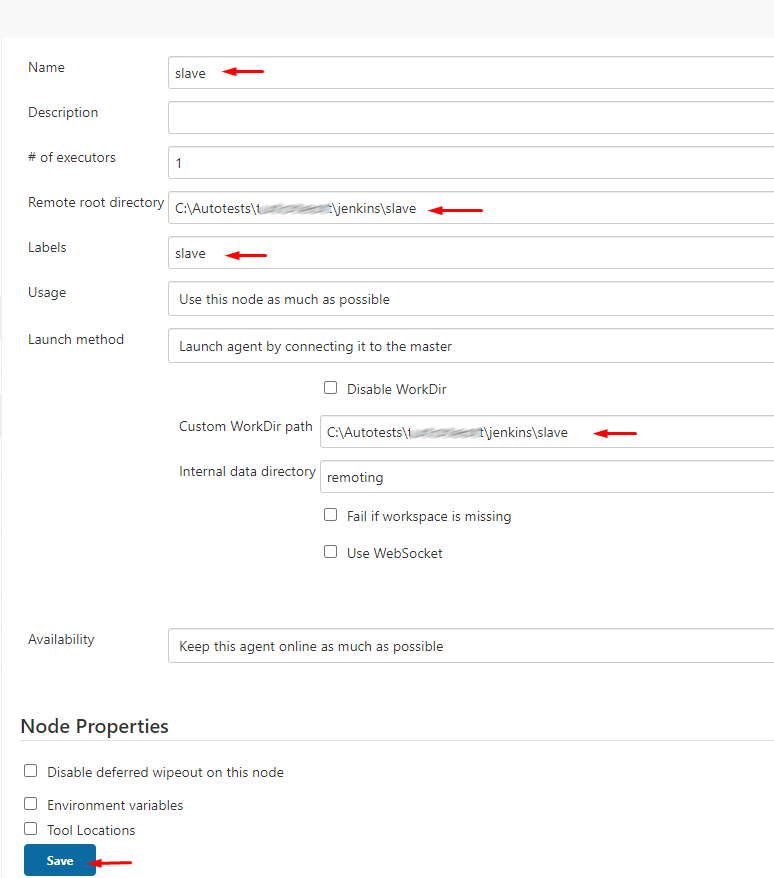 Name
slave
Description
# of executors
1
Remote root directory
C:\Autotests\t t\jenkins\slave
Labels
slave
Usage
Use this node as much as possible
Launch method
Launch agent by connecting it to the master
Disable WorkDir
Custom WorkDir path
C:\Autotests\t t\jenkins\slave
Internal data directory
remoting
Fail if workspace is missing
Use WebSocket
Availability
Keep this agent online as much as possible
Node Properties
Disable deferred wipeout on this node
Environment variables
Tool Locations
Save